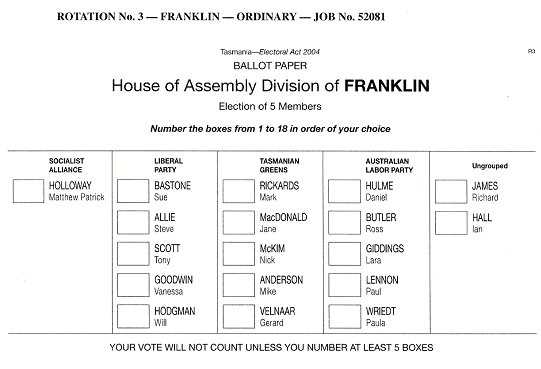 ROTATION No. 3 — FRANKLIN — ORDINARY — JOB No. 52081
Tasmania—Electoral Act 2004
R3
BALLOT PAPER
House of Assembly Division of FRANKLIN
Election of 5 Members
Number the boxes from 1 to 18 in order of your choice
SOCIALIST
ALLIANCE
HOLLOWAY
Matthew Patrick
LIBERAL
PARTY
BASTONE
Sue
ALLIE
Steve
SCOTT
Tony
GOODWIN
Vanessa
HODGMAN
Will
TASMANIAN
GREENS
RICKARDS
Mark
MacDONALD
Jane
McKIM
Nick
ANDERSON
Mike
VELNAAR
Gerard
AUSTRALIAN
LABOR PARTY
HULME
Daniel
BUTLER
Ross
GIDDINGS
Lara
LENNON
Paul
WRIEDT
Paula
Ungrouped
JAMES
Richard
HALL
Ian
YOUR VOTE WILL NOT COUNT UNLESS YOU NUMBER AT LEAST 5 BOXES